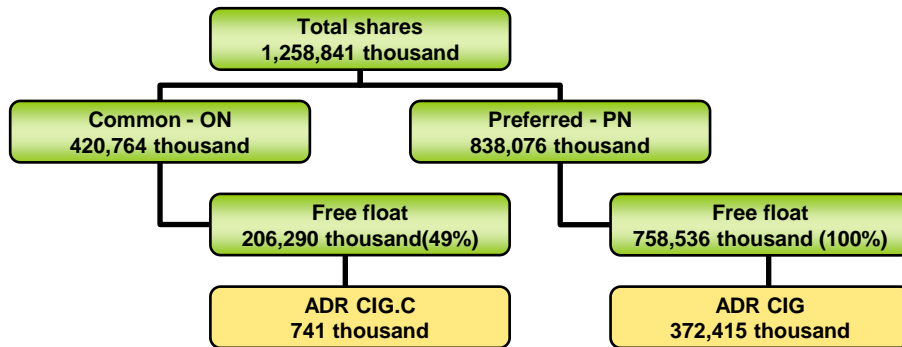 Total shares
1,258,841 thousand
Common - ON
420,764 thousand
Preferred - PN
838,076 thousand
Free float
206,290 thousand(49%)
Free float
758,536 thousand (100%)
ADR CIG.C
741 thousand
ADR CIG
372,415 thousand